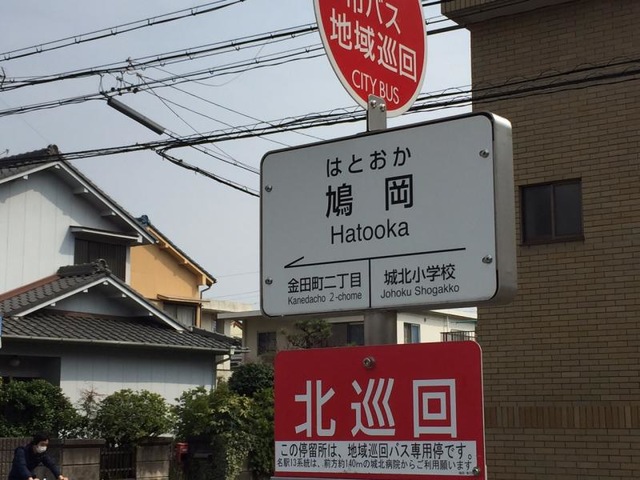 市バス
地域巡回
CITY BUS
はとおか
鳩岡
Hatooka
金田町二丁目
Kanedacho 2-chome
城北小学校
Johoku Shogakko
北巡回
この停留所は、地域巡回バス専用停です。
名駅13系統は、前方約140mの城北病院からご利用願います